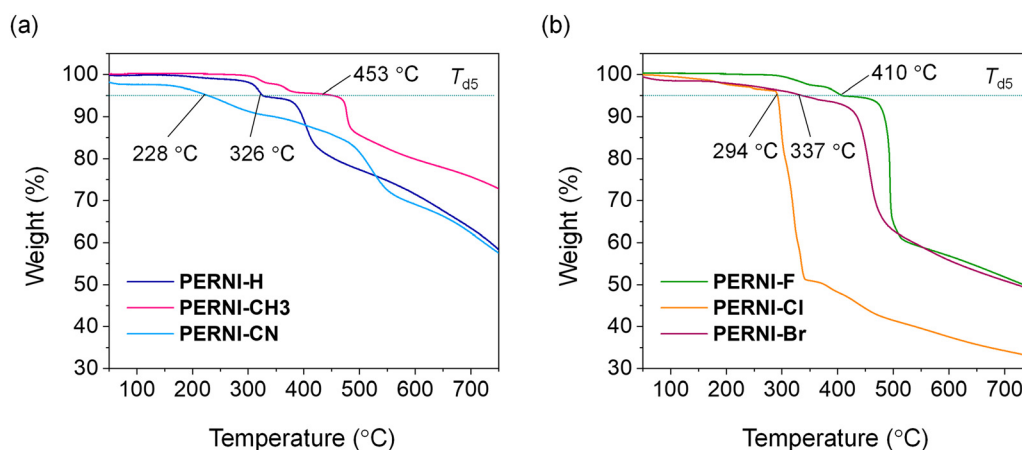 (a)
Weight (%)
100
90
80
70
60
50
40
30
453 °C
T d5
228 °C
326 °C
PERNI-H
PERNI-CH3
PERNI-CN
100 200 300 400 500 600 700
Temperature (°C)
(b)
Weight (%)
100
90
80
70
60
50
40
30
410 °C
T d5
294 °C
337 °C
PERNI-F
PERNI-Cl
PERNI-Br
100 200 300 400 500 600 700
Temperature (°C)